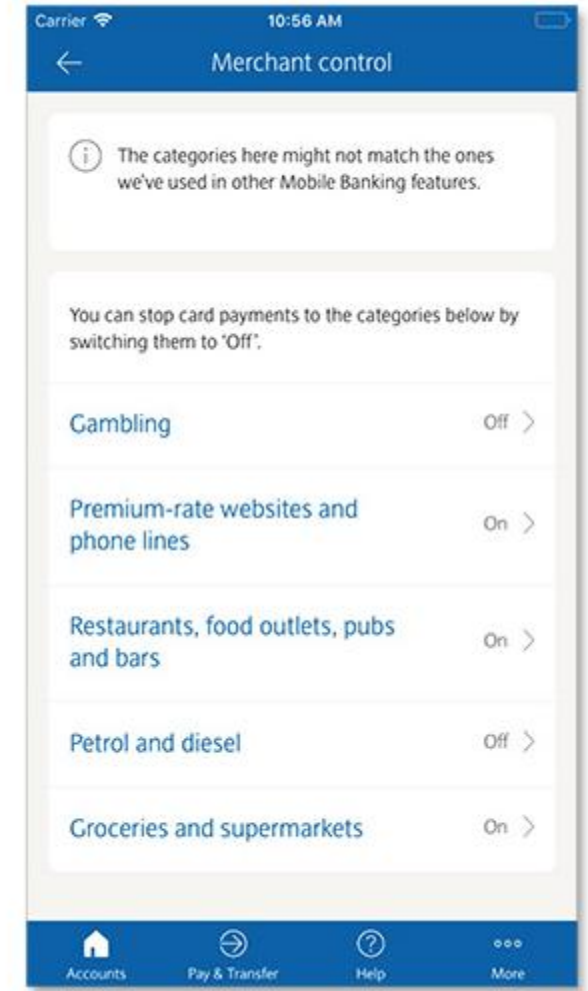 Carrier 10:56 AM
Merchant control
The categories here might not match the ones
we've used in other Mobile Banking features.
You can stop card payments to the categories below by
switching them to "Off".
Gambling Off
Premium-rate websites and
phone lines On
Restaurants, food outlets, pubs
and bars On
Petrol and diesel Off
Groceries and supermarkets On
Accounts Pay & Transfer Help More